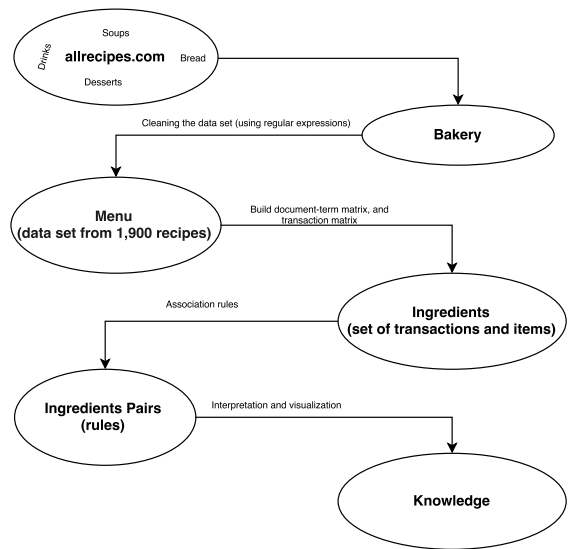 Soups
Drinks
allrecipes.com
Bread
Desserts
Bakery
Cleaning the data set (using regular expressions)
Menu
(data set from 1,900 recipes)
Build document-term matrix, and
transaction matrix
Ingredients
(set of transactions and items)
Association rules
Ingredients Pairs
(rules)
Interpretation and visualization
Knowledge